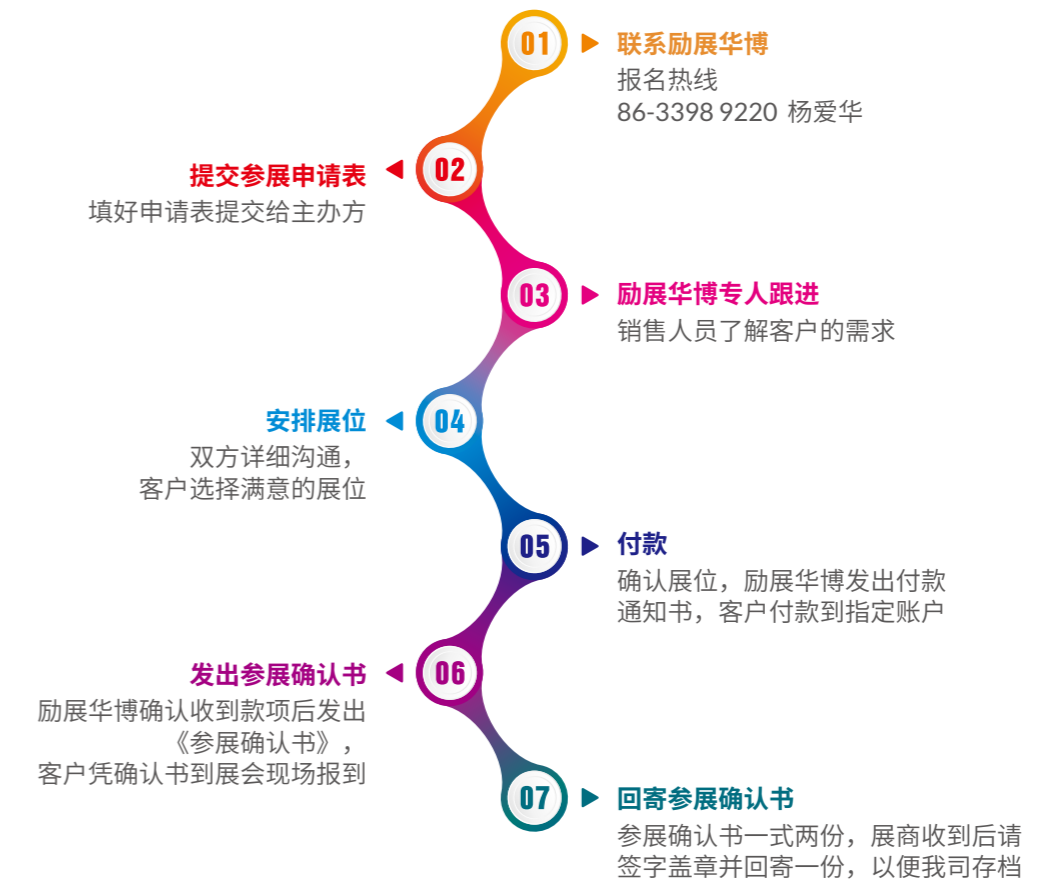 01
联系励展华博
报名热线
86-3398 9220 杨爱华
02
提交参展申请表
填好申请表提交给主办方
03
励展华博专人跟进
销售人员了解客户的需求
04
安排展位
双方详细沟通，
客户选择满意的展位
05
付款
确认展位，励展华博发出付款
通知书，客户付款到指定账户
06
发出参展确认书
励展华博确认收到款项后发出
《参展确认书》，
客户凭确认书到展会现场报到
07
回寄参展确认书
参展确认书一式两份，展商收到后请
签字盖章并回寄一份，以便我司存档